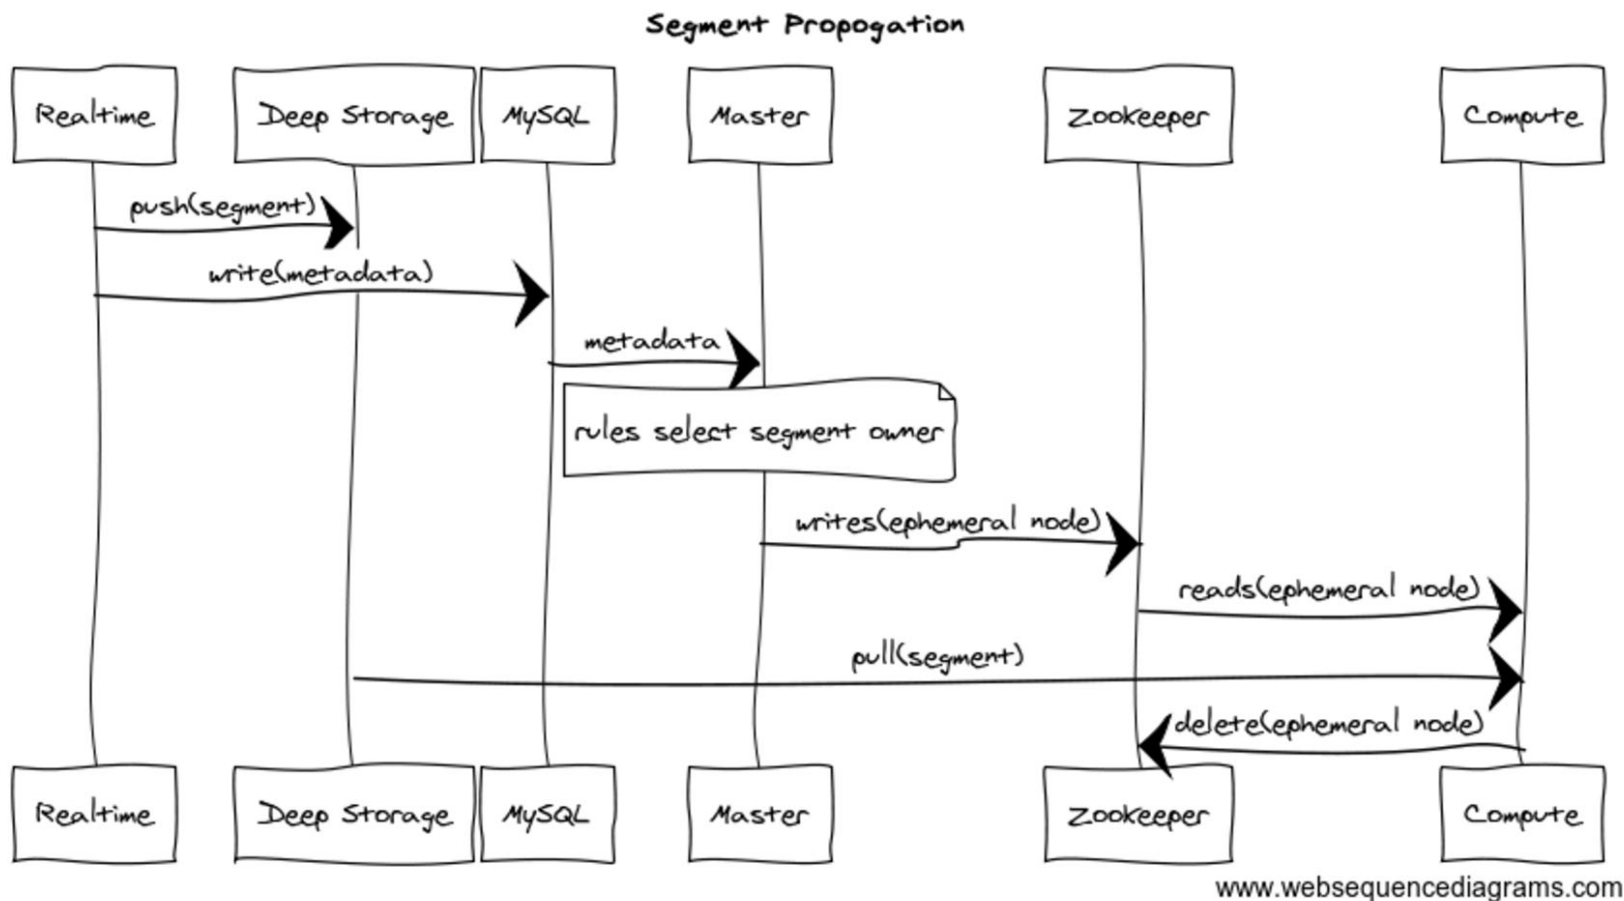 Segment Propogation
Realtime
Deep Storage
MySQL
Master
Zookeeper
Compute
push(segment)
write(metadata)
metadata
rules select segment owner
writes(ephemeral node)
reads(ephemeral node)
pull(segment)
delete(ephemeral node)
Realtime
Deep Storage
MySQL
Master
Zookeeper
Compute
www.websequencediagrams.com